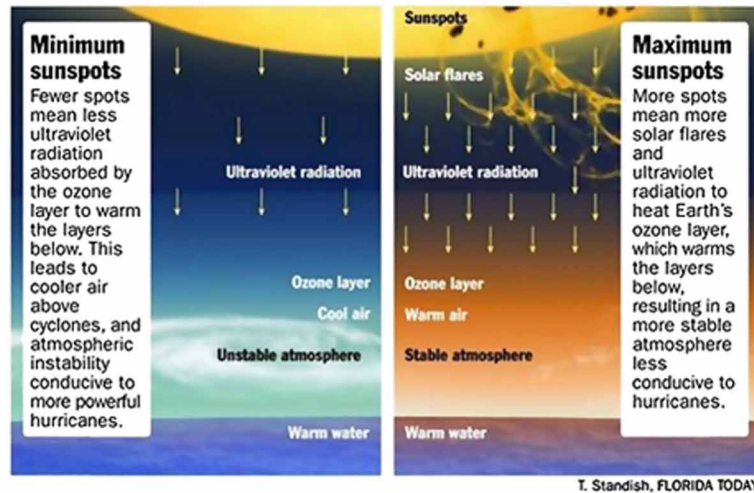 Minimum
sunspots
Fewer spots
mean less
ultraviolet
radiation
absorbed by
the ozone
layer to warm
the layers
below. This
leads to
cooler air
above
cyclones, and
atmospheric
instability
conducive to
more powerful
hurricanes.
Ultraviolet radiation
Ozone layer
Cool air
Unstable atmosphere
Warm water
Sunspots
Solar flares
Ultraviolet radiation
Ozone layer
Warm air
Stable atmosphere
Warm water
Maximum
sunspots
More spots
mean more
solar flares
and
ultraviolet
radiation to
heat Earth's
ozone layer,
which warms
the layers
below,
resulting in a
more stable
atmosphere
less
conducive to
hurricanes.
T. Standish, FLORIDA TODAY